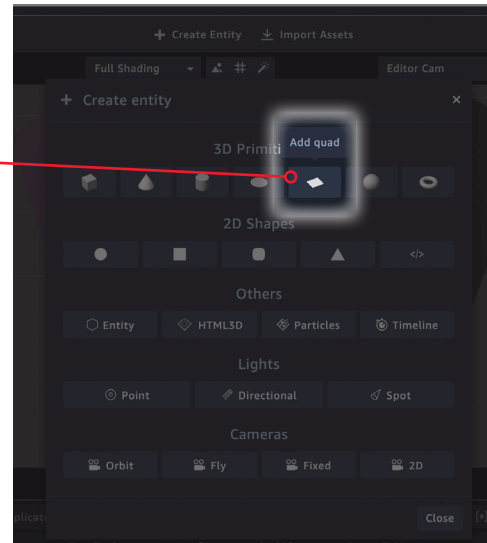 + Create Entity Import Assets
Full Shading Editor Cam
+ Create entity ×
Add quad
3D Primiti
2D Shapes
</>
Others
Entity HTML3D Particles Timeline
Lights
Point Directional Spot
Cameras
Orbit Fly Fixed 2D
plicate
Close